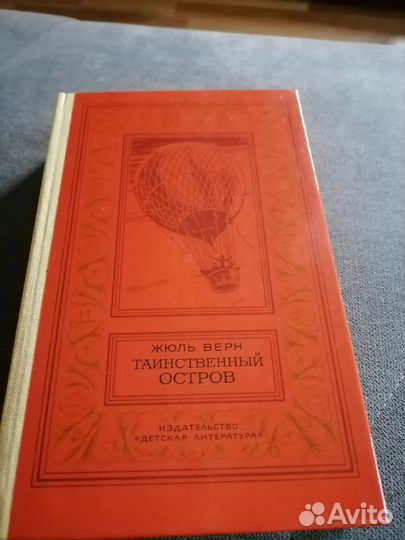 ЖЮЛЬ ВЕРН
ТАИНСТВЕННЫЙ
ОСТРОВ
ИЗДАТЕЛЬСТВО
«ДЕТСКАЯ ЛИТЕРАТУРА»
Avito